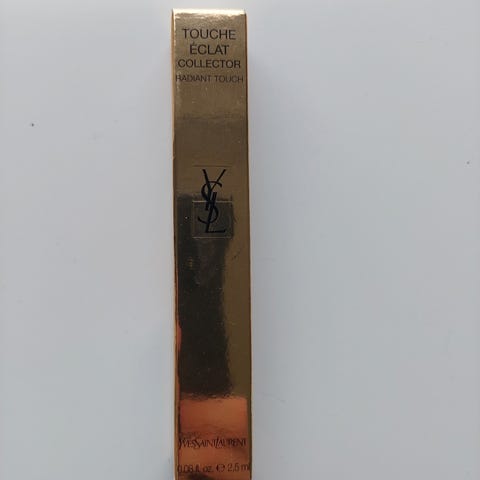 TOUCHE
ÉCLAT
COLLECTOR
RADIANT TOUCH
YSL
YVESSAINTLAURENT
0.08 fl. oz. ℮ 2.5 ml